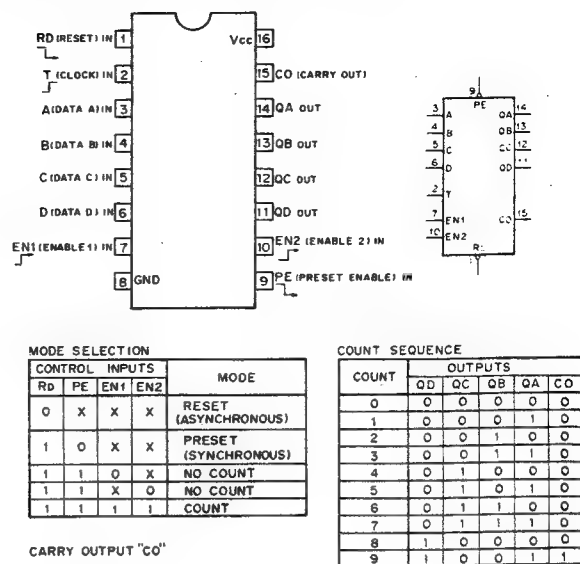 RD (RESET) IN 1
T (CLOCK) IN 2
A (DATA A) IN 3
B (DATA B) IN 4
C (DATA C) IN 5
D (DATA D) IN 6
EN1 (ENABLE 1) IN 7
8 GND
Vcc 16
15 CO (CARRY OUT)
14 QA OUT
13 QB OUT
12 QC OUT
11 QD OUT
10 EN2 (ENABLE 2) IN
9 PE (PRESET ENABLE) IN
9 PE
3 A QA 14
4 B QB 13
5 C 12
6 D QD 11
2 T
7 EN1 CO 15
10 EN2
1
MODE SELECTION
CONTROL INPUTS MODE
RD PE EN1 EN2
0 X X X RESET (ASYNCHRONOUS)
1 0 X X PRESET (SYNCHRONOUS)
1 1 0 X NO COUNT
1 1 X 0 NO COUNT
1 1 1 1 COUNT
CARRY OUTPUT "CO"
COUNT SEQUENCE
COUNT OUTPUTS
QD QC QB QA CO
0 0 0 0 0 0
1 0 0 0 1 0
2 0 0 1 0 0
3 0 0 1 1 0
4 0 1 0 0 0
5 0 1 0 1 0
6 0 1 1 0 0
7 0 1 1 1 0
8 1 0 0 0 0
9 1 0 0 1 1